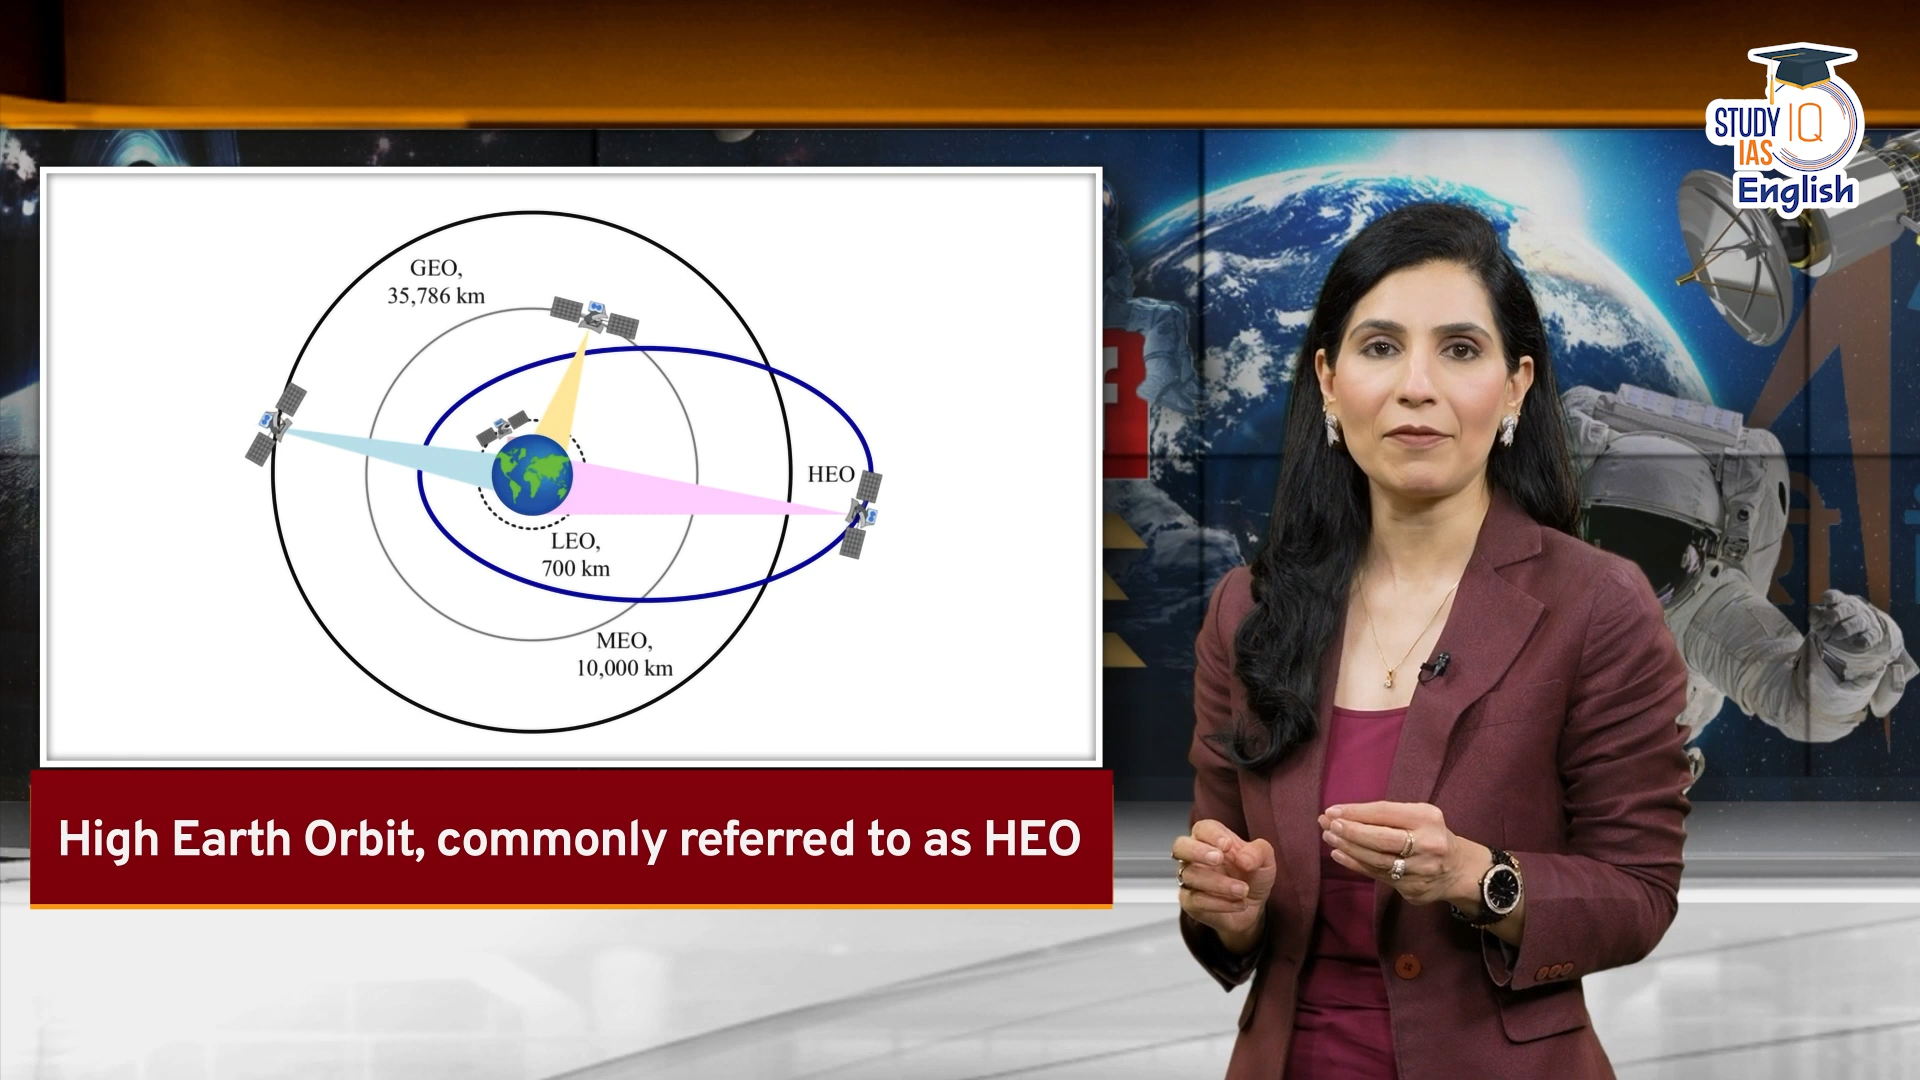 GEO,
35,786 km
HEO
LEO,
700 km
MEO,
10,000 km
High Earth Orbit, commonly referred to as HEO
STUDY IQ
IAS
English